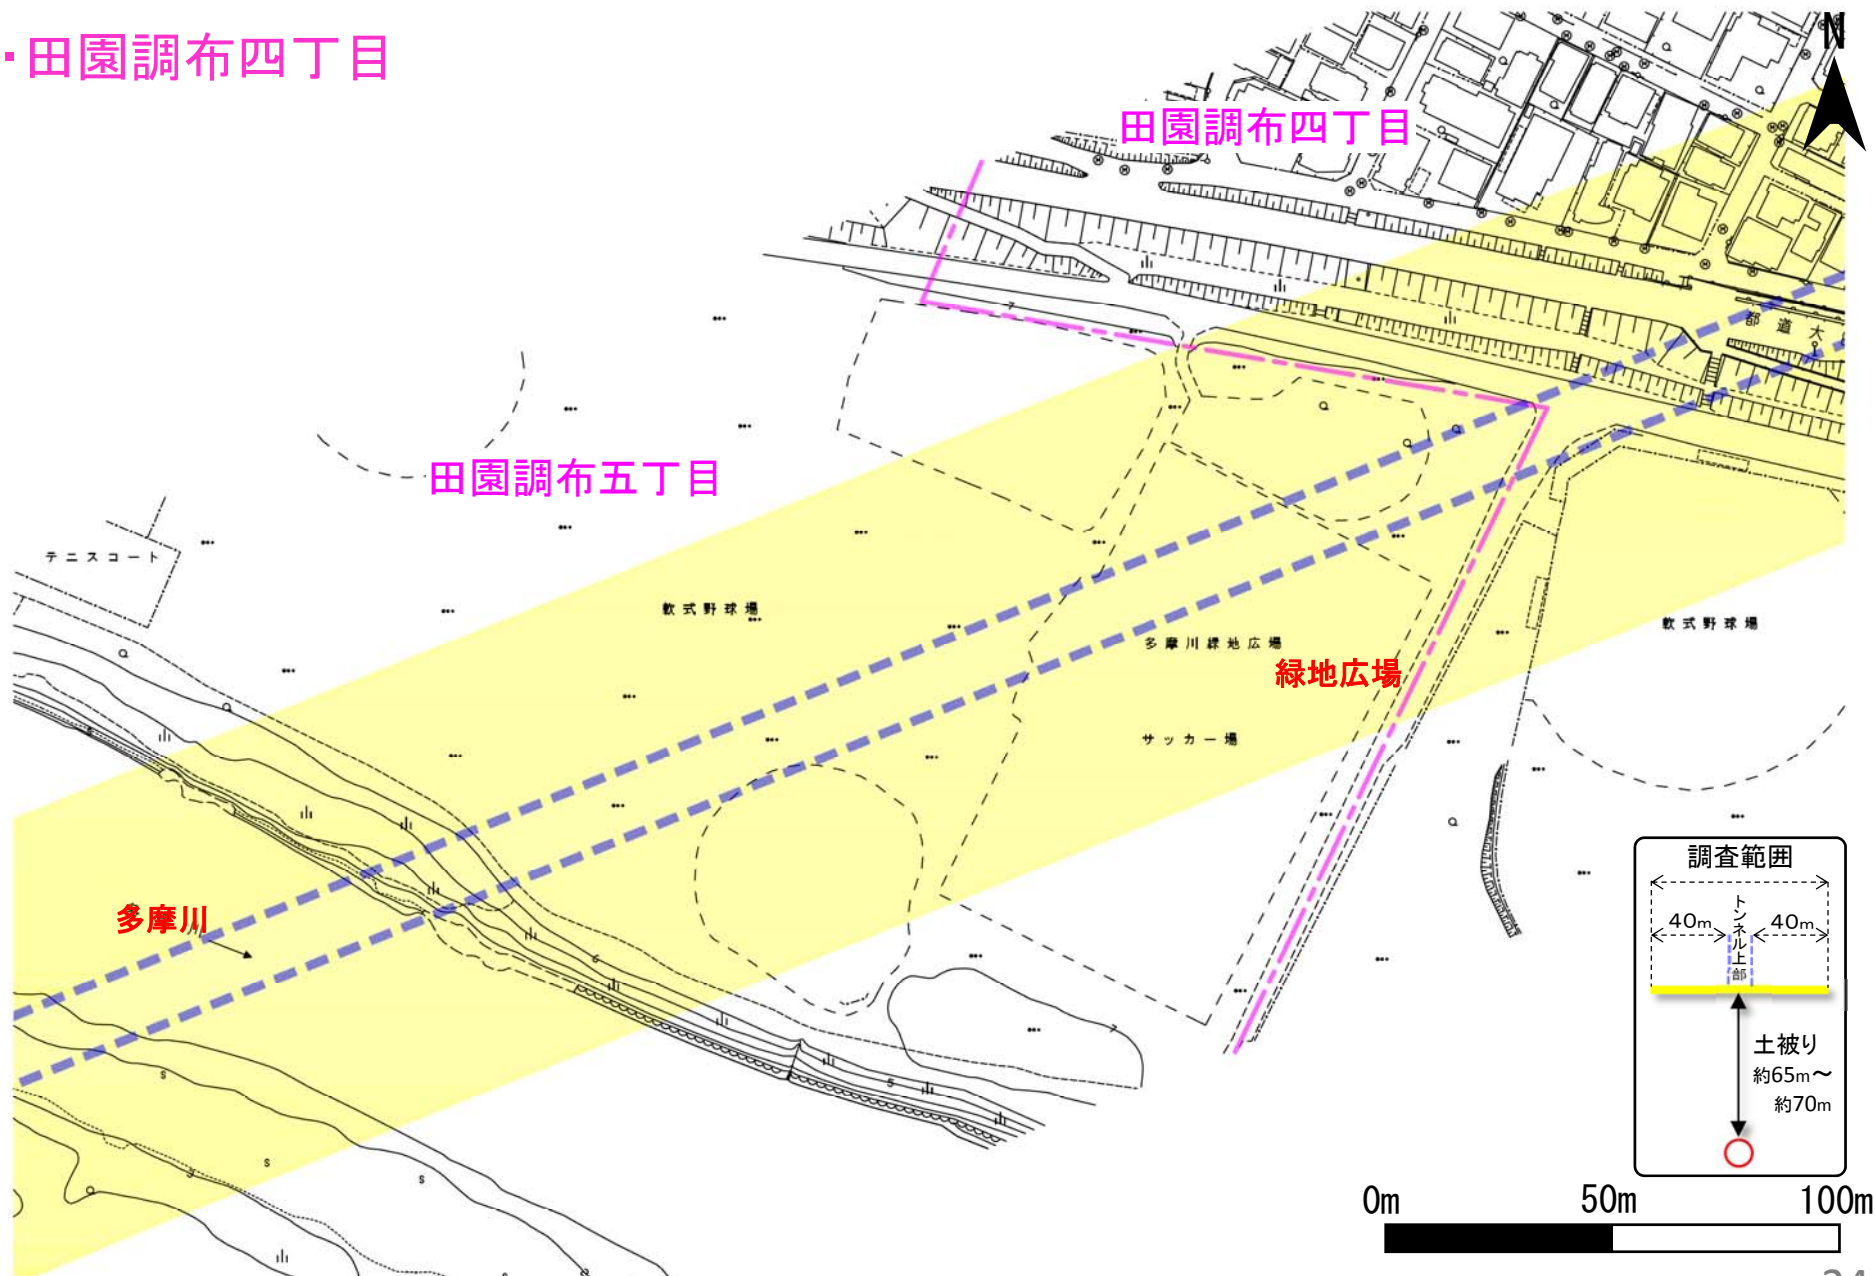 ・田園調布四丁目
N
田園調布四丁目
都道大
田園調布五丁目
テニスコート
軟式野球場
多摩川緑地広場
緑地広場
軟式野球場
サッカー場
多摩川
調査範囲
40m
トンネル上部
40m
土被り
約65m～
約70m
0m
50m
100m